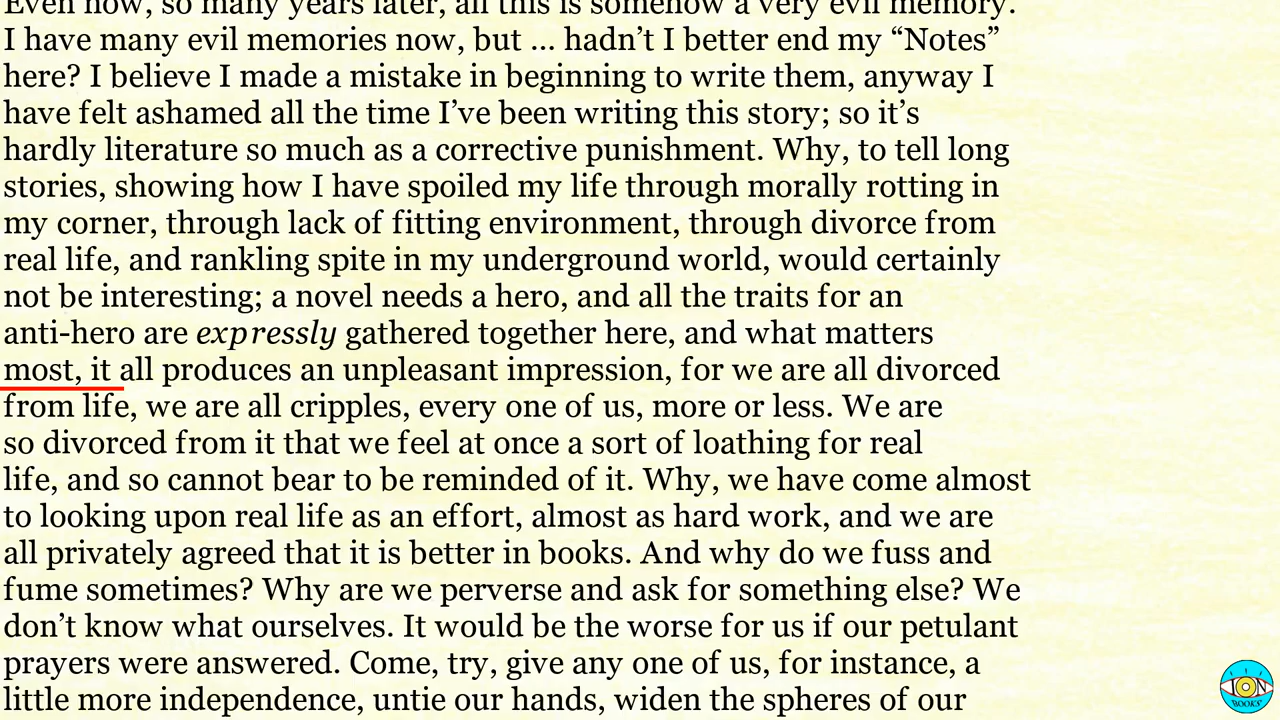 Even now, so many years later, all this is somehow a very evil memory.
I have many evil memories now, but ... hadn’t I better end my “Notes”
here? I believe I made a mistake in beginning to write them, anyway I
have felt ashamed all the time I’ve been writing this story; so it’s
hardly literature so much as a corrective punishment. Why, to tell long
stories, showing how I have spoiled my life through morally rotting in
my corner, through lack of fitting environment, through divorce from
real life, and rankling spite in my underground world, would certainly
not be interesting; a novel needs a hero, and all the traits for an
anti-hero are expressly gathered together here, and what matters
most, it all produces an unpleasant impression, for we are all divorced
from life, we are all cripples, every one of us, more or less. We are
so divorced from it that we feel at once a sort of loathing for real
life, and so cannot bear to be reminded of it. Why, we have come almost
to looking upon real life as an effort, almost as hard work, and we are
all privately agreed that it is better in books. And why do we fuss and
fume sometimes? Why are we perverse and ask for something else? We
don’t know what ourselves. It would be the worse for us if our petulant
prayers were answered. Come, try, give any one of us, for instance, a
little more independence, untie our hands, widen the spheres of our
ION
BOOKS